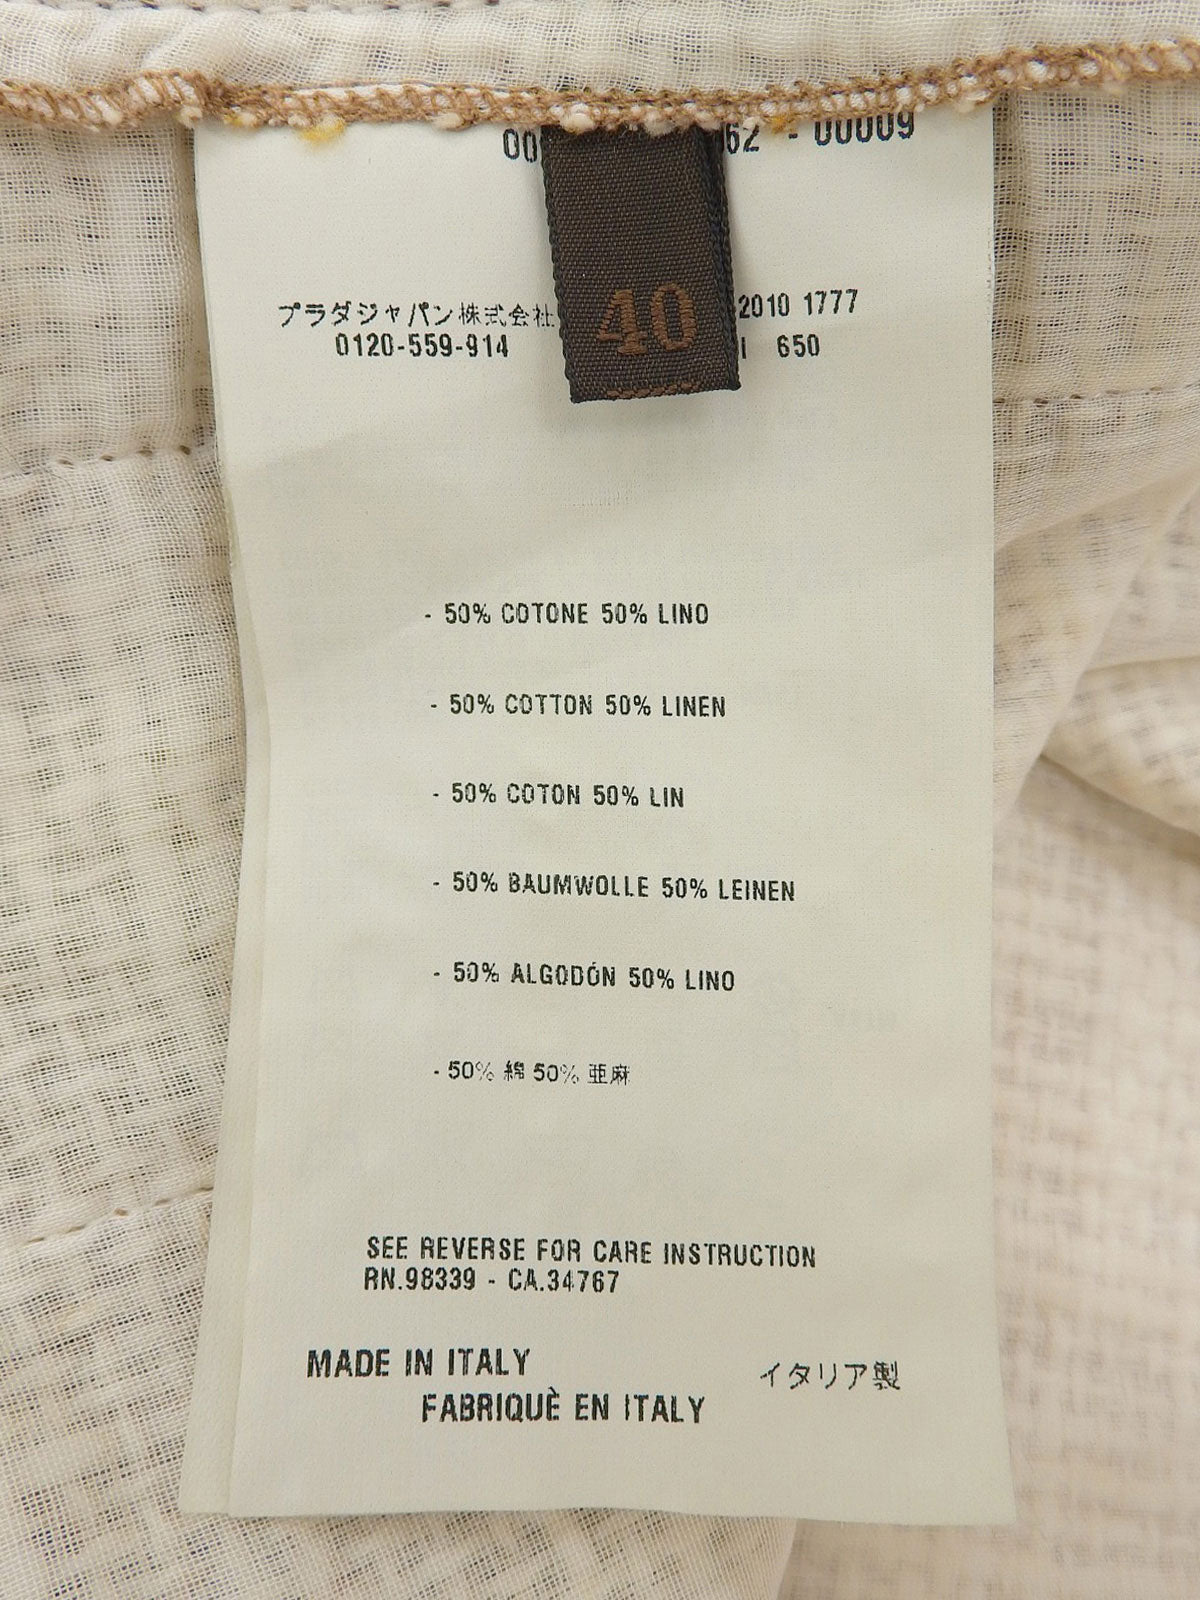 00 62 - 00009
40
プラダジャパン株式会社 2010 1777
0120-559-914 650
- 50% COTONE 50% LINO
- 50% COTTON 50% LINEN
- 50% COTON 50% LIN
- 50% BAUMWOLLE 50% LEINEN
- 50% ALGODÓN 50% LINO
- 50% 綿 50% 亜麻
SEE REVERSE FOR CARE INSTRUCTION
RN.98339 - CA.34767
MADE IN ITALY イタリア製
FABRIQUÈ EN ITALY